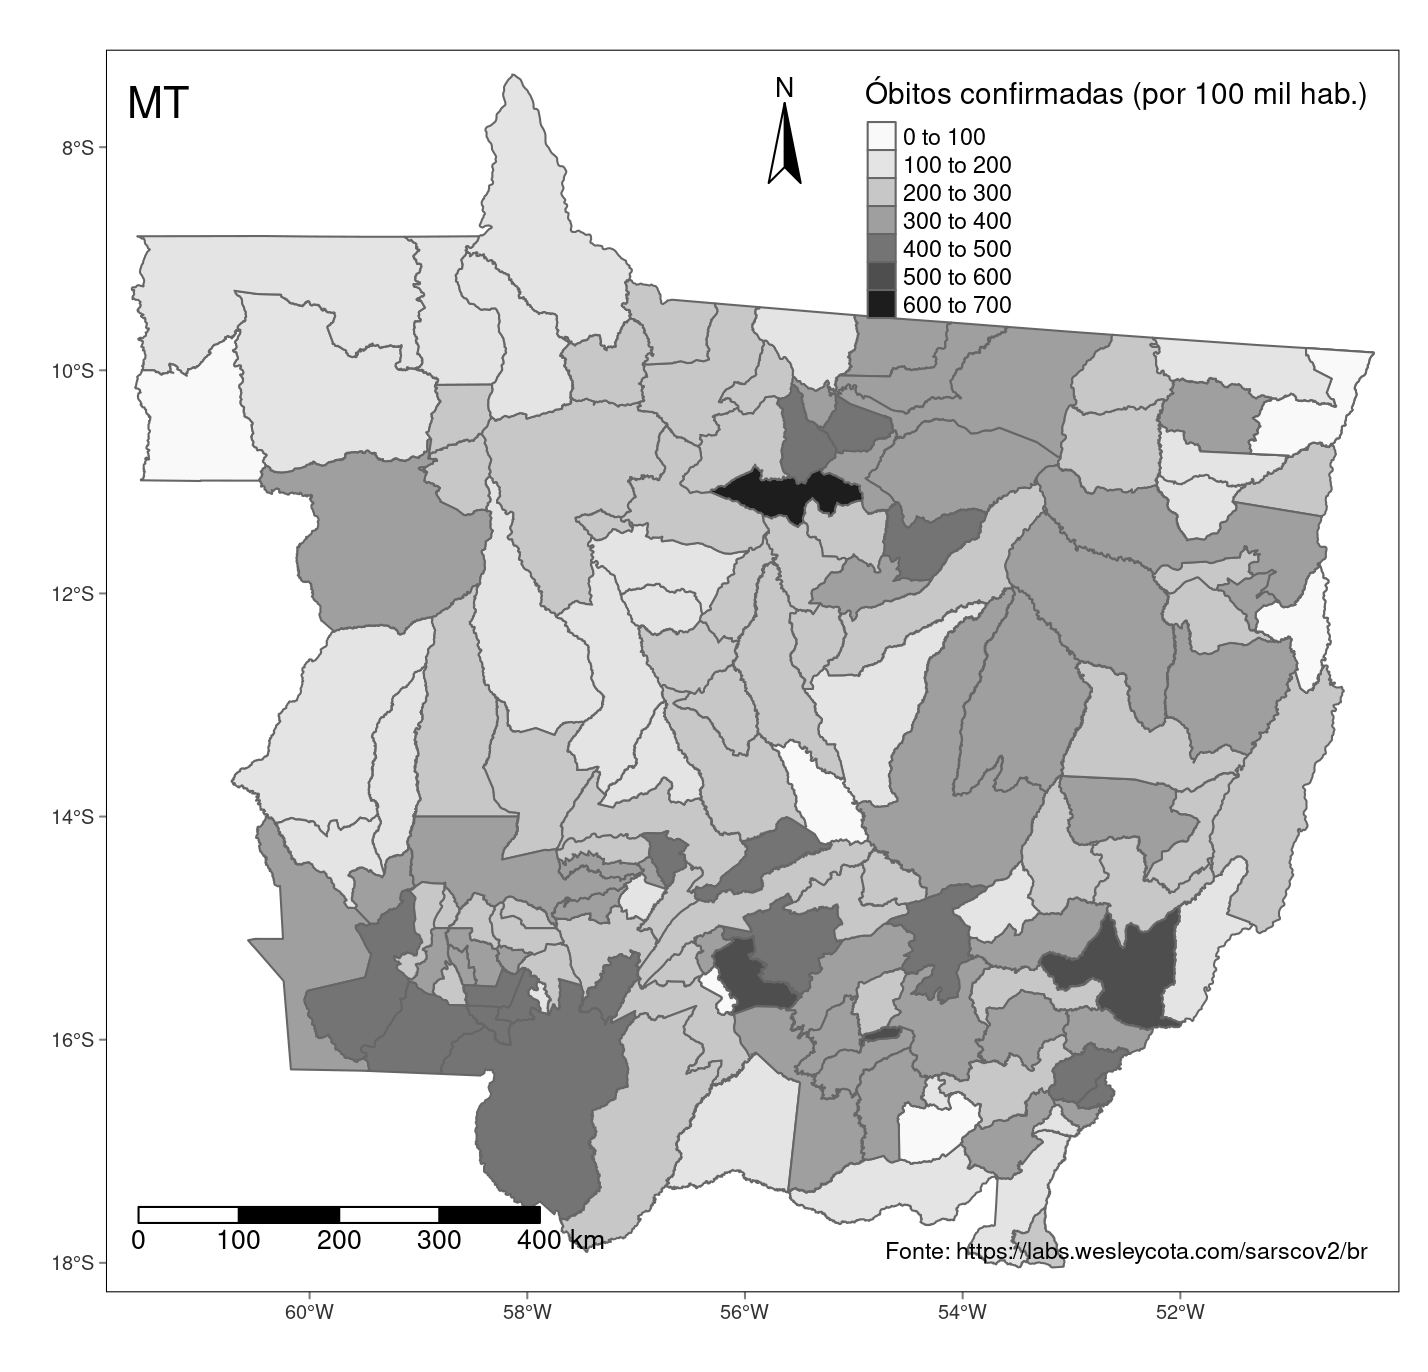 MT
N
Óbitos confirmadas (por 100 mil hab.)
0 to 100
100 to 200
200 to 300
300 to 400
400 to 500
500 to 600
600 to 700
8°S
10°S
12°S
14°S
16°S
18°S
0 100 200 300 400 km
Fonte: https://labs.wesleycota.com/sarscov2/br
60°W 58°W 56°W 54°W 52°W